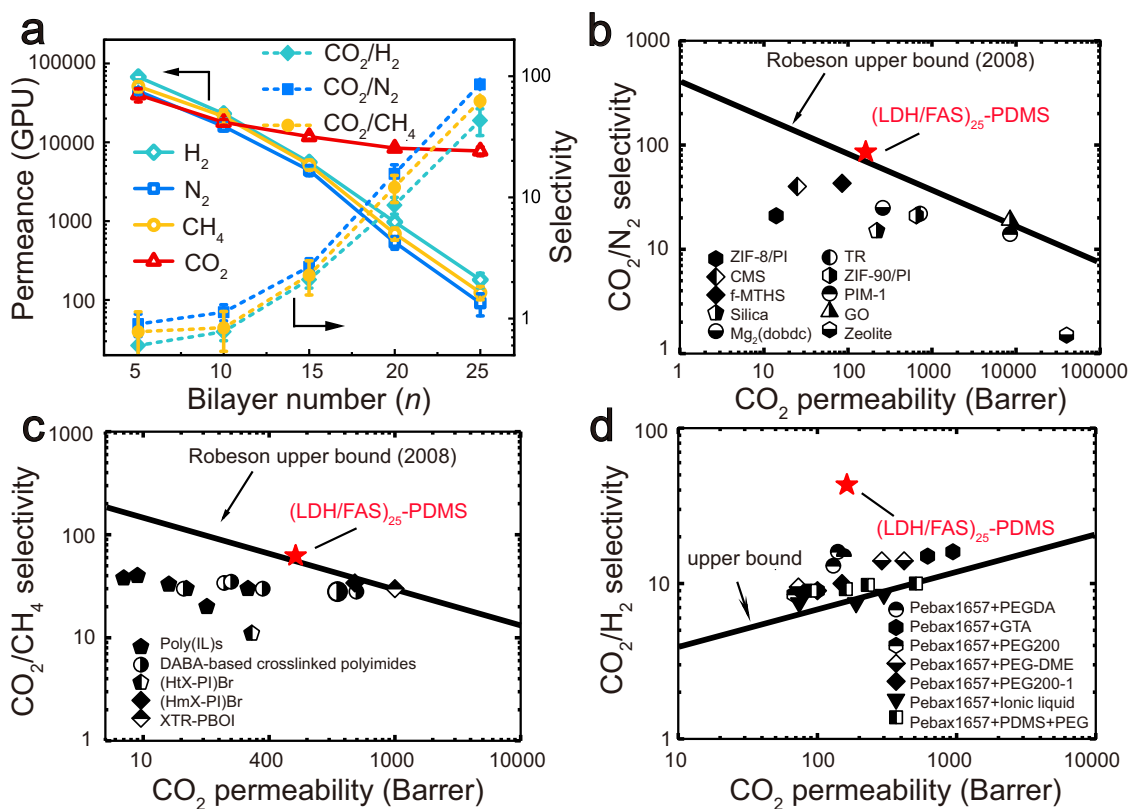 a
CO₂/H₂
CO₂/N₂
CO₂/CH₄
H₂
N₂
CH₄
CO₂
100000
10000
1000
100
100
10
1
5 10 15 20 25
Permeance (GPU)
Selectivity
Bilayer number (n)
b
Robeson upper bound (2008)
(LDH/FAS)₂₅-PDMS
ZIF-8/PI
CMS
f-MTHS
Silica
Mg₂(dobdc)
TR
ZIF-90/PI
PIM-1
GO
Zeolite
1000
100
10
1
1 10 100 1000 10000 100000
CO₂/N₂ selectivity
CO₂ permeability (Barrer)
c
Robeson upper bound (2008)
(LDH/FAS)₂₅-PDMS
Poly(IL)s
DABA-based crosslinked polyimides
(HtX-PI)Br
(HmX-PI)Br
XTR-PBOI
1000
100
10
1
10 400 1000 10000
CO₂/CH₄ selectivity
CO₂ permeability (Barrer)
d
(LDH/FAS)₂₅-PDMS
upper bound
Pebax1657+PEGDA
Pebax1657+GTA
Pebax1657+PEG200
Pebax1657+PEG-DME
Pebax1657+PEG200-1
Pebax1657+Ionic liquid
Pebax1657+PDMS+PEG
100
10
1
10 100 1000 10000
CO₂/H₂ selectivity
CO₂ permeability (Barrer)